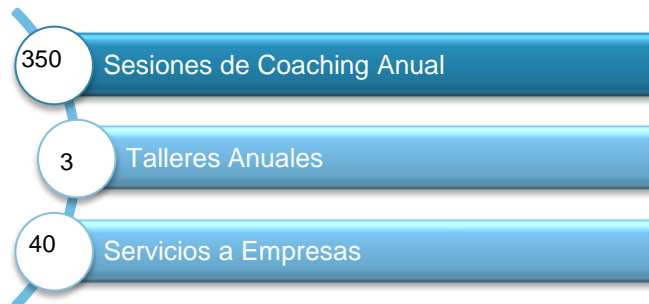 350 Sesiones de Coaching Anual
3 Talleres Anuales
40 Servicios a Empresas